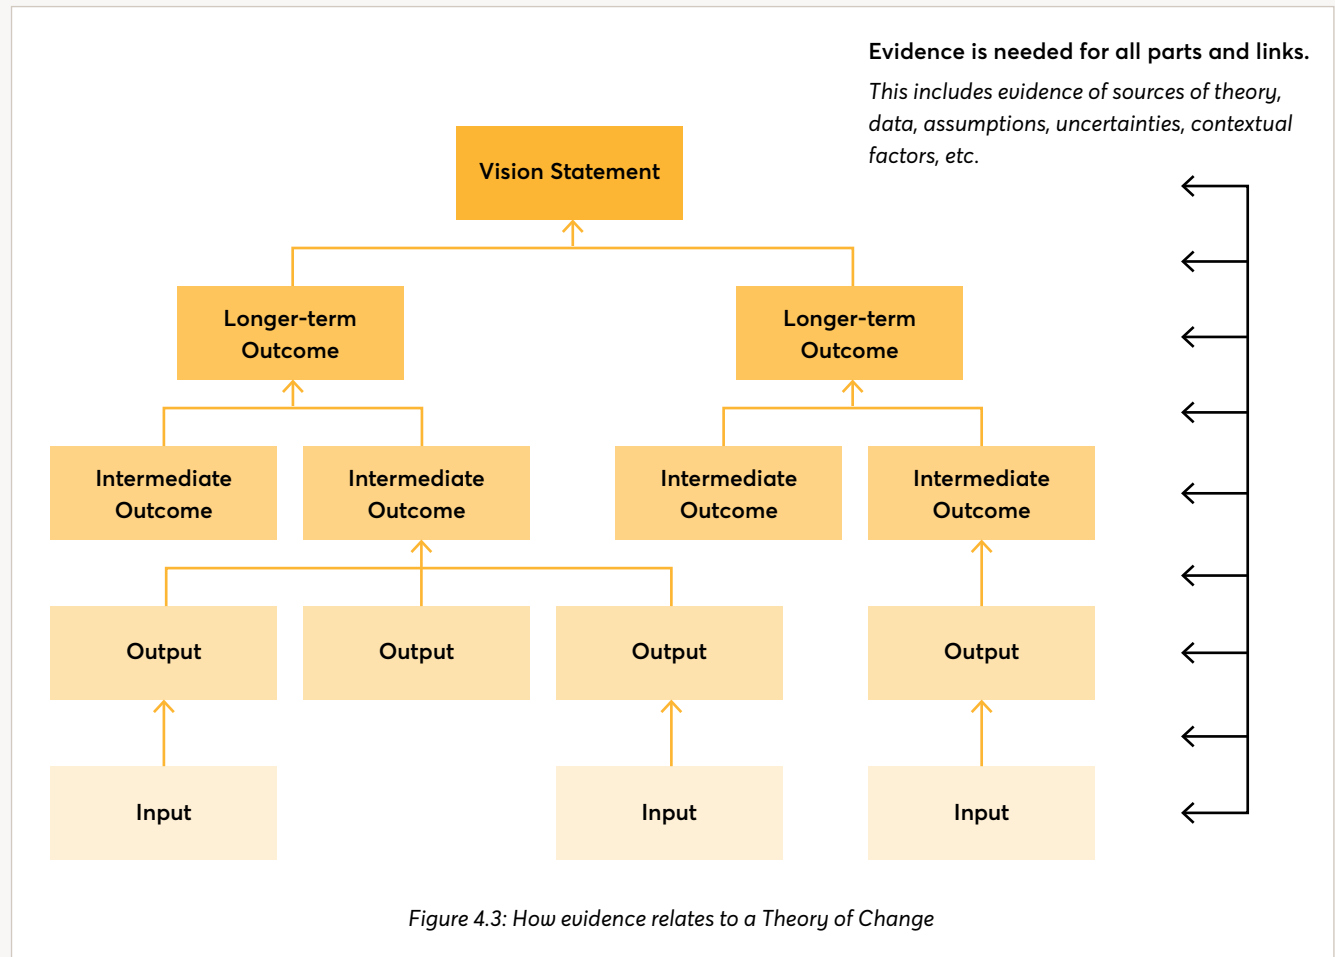 Evidence is needed for all parts and links.
This includes evidence of sources of theory,
data, assumptions, uncertainties, contextual
factors, etc.
Vision Statement
Longer-term
Outcome
Longer-term
Outcome
Intermediate
Outcome
Intermediate
Outcome
Intermediate
Outcome
Intermediate
Outcome
Output
Output
Output
Output
Input
Input
Input
Figure 4.3: How evidence relates to a Theory of Change